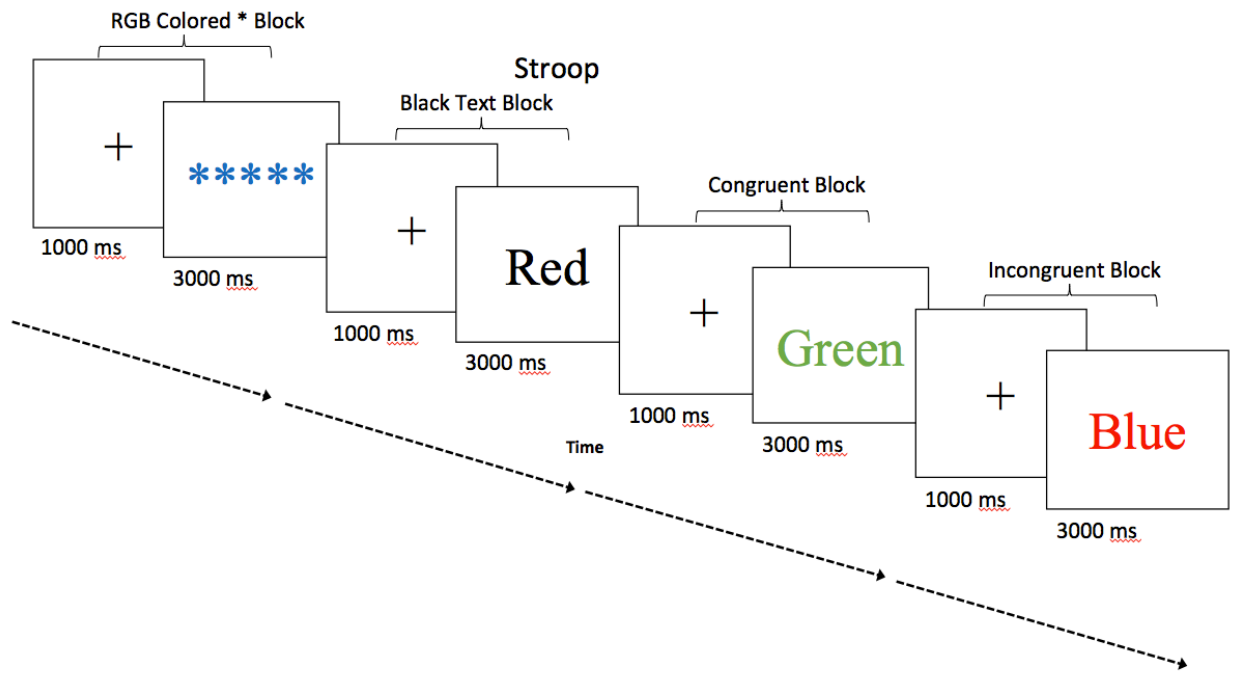 RGB Colored * Block
Stroop
Black Text Block
Congruent Block
Incongruent Block
+
*****
+
Red
+
Green
+
Blue
1000 ms
3000 ms
1000 ms
3000 ms
1000 ms
3000 ms
1000 ms
3000 ms
Time